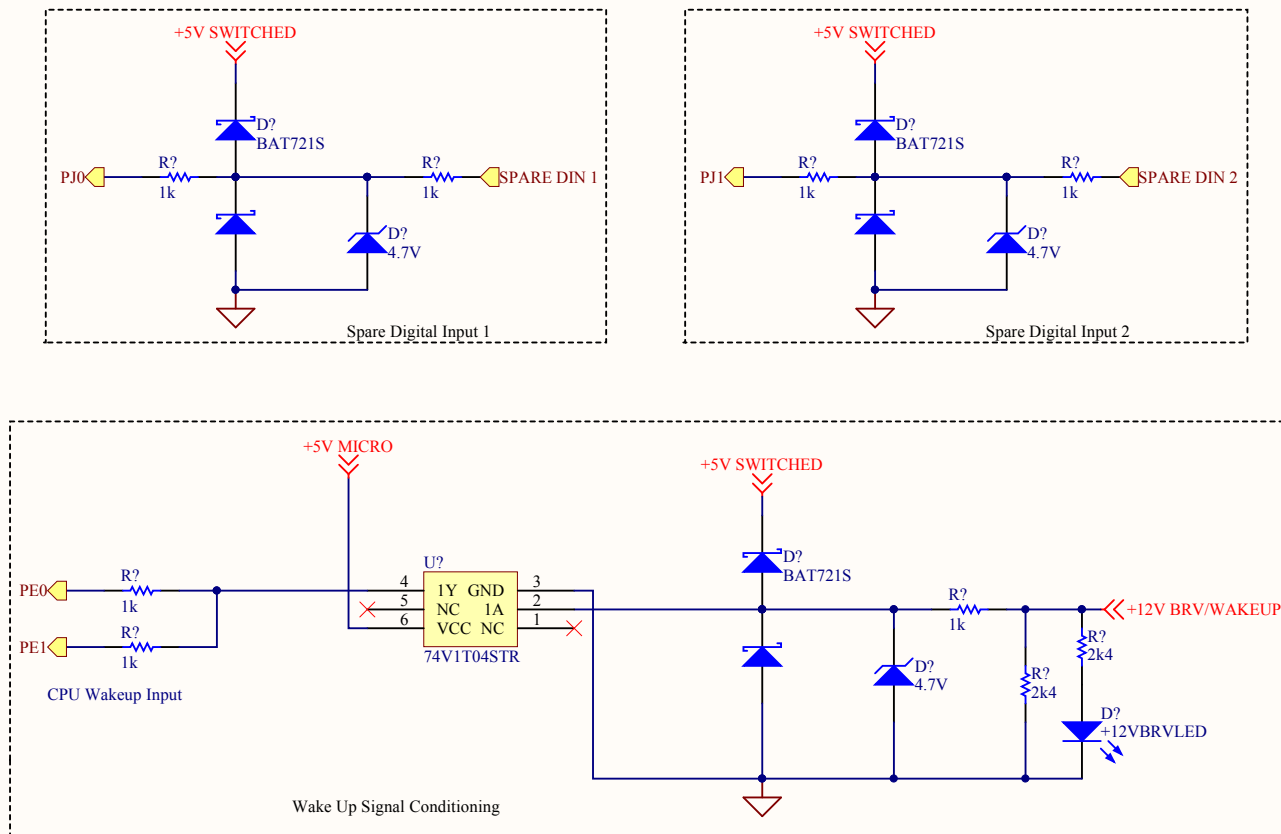 +5V SWITCHED
D?
BAT721S
PJ0
R?
1k
R?
1k
SPARE DIN 1
D?
4.7V
Spare Digital Input 1
+5V SWITCHED
D?
BAT721S
PJ1
R?
1k
R?
1k
SPARE DIN 2
D?
4.7V
Spare Digital Input 2
+5V MICRO
+5V SWITCHED
PE0
R?
1k
PE1
R?
1k
CPU Wakeup Input
U?
4 1Y GND 3
5 NC 1A 2
6 VCC NC 1
74V1T04STR
D?
BAT721S
D?
4.7V
R?
1k
+12V BRV/WAKEUP
R?
2k4
R?
2k4
D?
+12VBRVLED
Wake Up Signal Conditioning